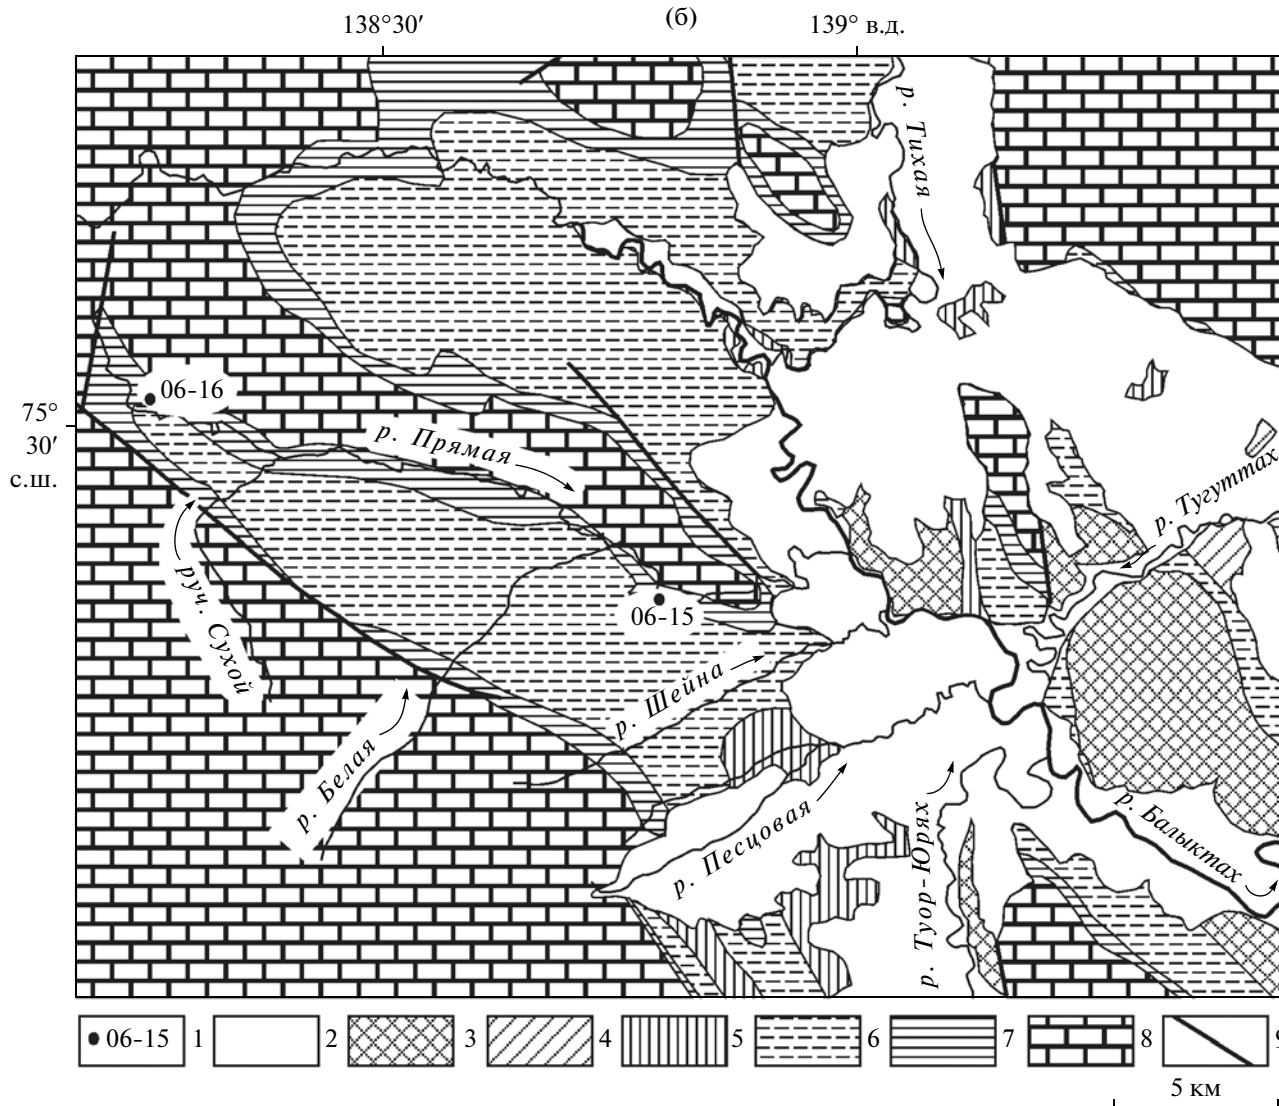 (б)
138°30′
139° в.д.
р. Тихая
06-16
75°
30′
с.ш.
р. Прямая
р. Тугуттах
руч. Сухой
06-15
р. Шейна
р. Белая
р. Песцовая
р. Туор-Юрях
р. Балыктах
06-15 1 2 3 4 5 6 7 8 9
5 км